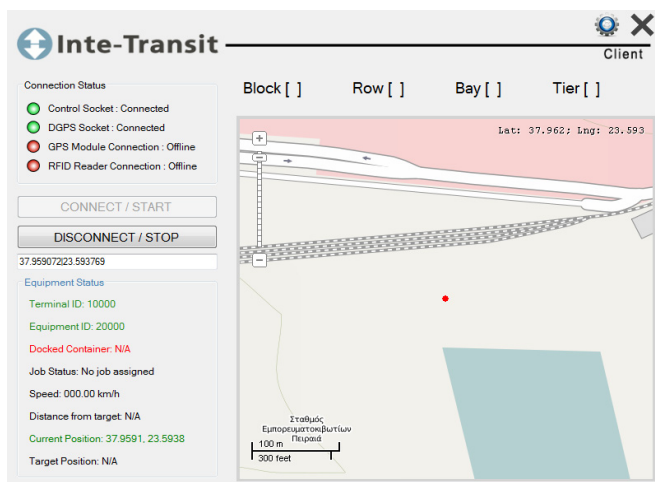 Inte-Transit
Client
Connection Status
Control Socket : Connected
DGPS Socket : Connected
GPS Module Connection : Offline
RFID Reader Connection : Offline
CONNECT / START
DISCONNECT / STOP
37.959072|23.593769
Equipment Status
Terminal ID: 10000
Equipment ID: 20000
Docked Container: N/A
Job Status: No job assigned
Speed: 000.00 km/h
Distance from target: N/A
Current Position: 37.9591, 23.5938
Target Position: N/A
Block [ ] Row [ ] Bay [ ] Tier [ ]
Lat: 37.962; Lng: 23.593
Σταθμός
Εμπορευματοκιβωτίων
Πειραιά
100 m
300 feet